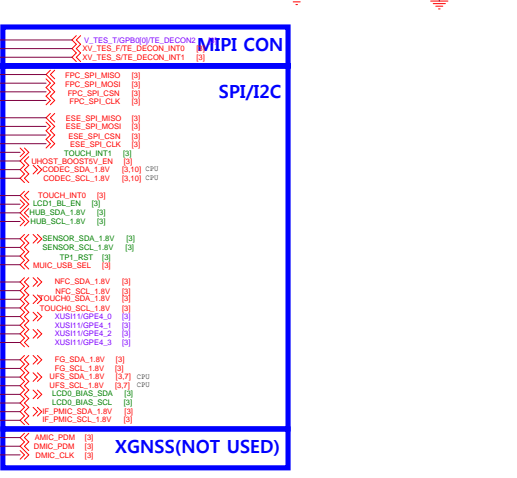 V_TES_T/GPB0[0]/TE_DECON2
MIPI CON
XV_TES_F/TE_DECON_INT0 [3]
XV_TES_S/TE_DECON_INT1 [3]
SPI/I2C
FPC_SPI_MISO [3]
FPC_SPI_MOSI [3]
FPC_SPI_CSN [3]
FPC_SPI_CLK [3]
ESE_SPI_MISO [3]
ESE_SPI_MOSI [3]
ESE_SPI_CSN [3]
ESE_SPI_CLK [3]
TOUCH_INT1 [3]
UHOST_BOOST5V_EN [3]
CODEC_SDA_1.8V [3,10] CPU
CODEC_SCL_1.8V [3,10] CPU
TOUCH_INT0 [3]
LCD1_BL_EN [3]
HUB_SDA_1.8V [3]
HUB_SCL_1.8V [3]
SENSOR_SDA_1.8V [3]
SENSOR_SCL_1.8V [3]
TP1_RST [3]
MUIC_USB_SEL [3]
NFC_SDA_1.8V [3]
NFC_SCL_1.8V [3]
TOUCH0_SDA_1.8V [3]
TOUCH0_SCL_1.8V [3]
XUSI11/GPE4_0 [3]
XUSI11/GPE4_1 [3]
XUSI11/GPE4_2 [3]
XUSI11/GPE4_3 [3]
FG_SDA_1.8V [3]
FG_SCL_1.8V [3]
UFS_SDA_1.8V [3,7] CPU
UFS_SCL_1.8V [3,7] CPU
LCD0_BIAS_SDA [3]
LCD0_BIAS_SCL [3]
IF_PMIC_SDA_1.8V [3]
IF_PMIC_SCL_1.8V [3]
AMIC_PDM [3]
DMIC_PDM [3]
DMIC_CLK [3]
XGNSS(NOT USED)